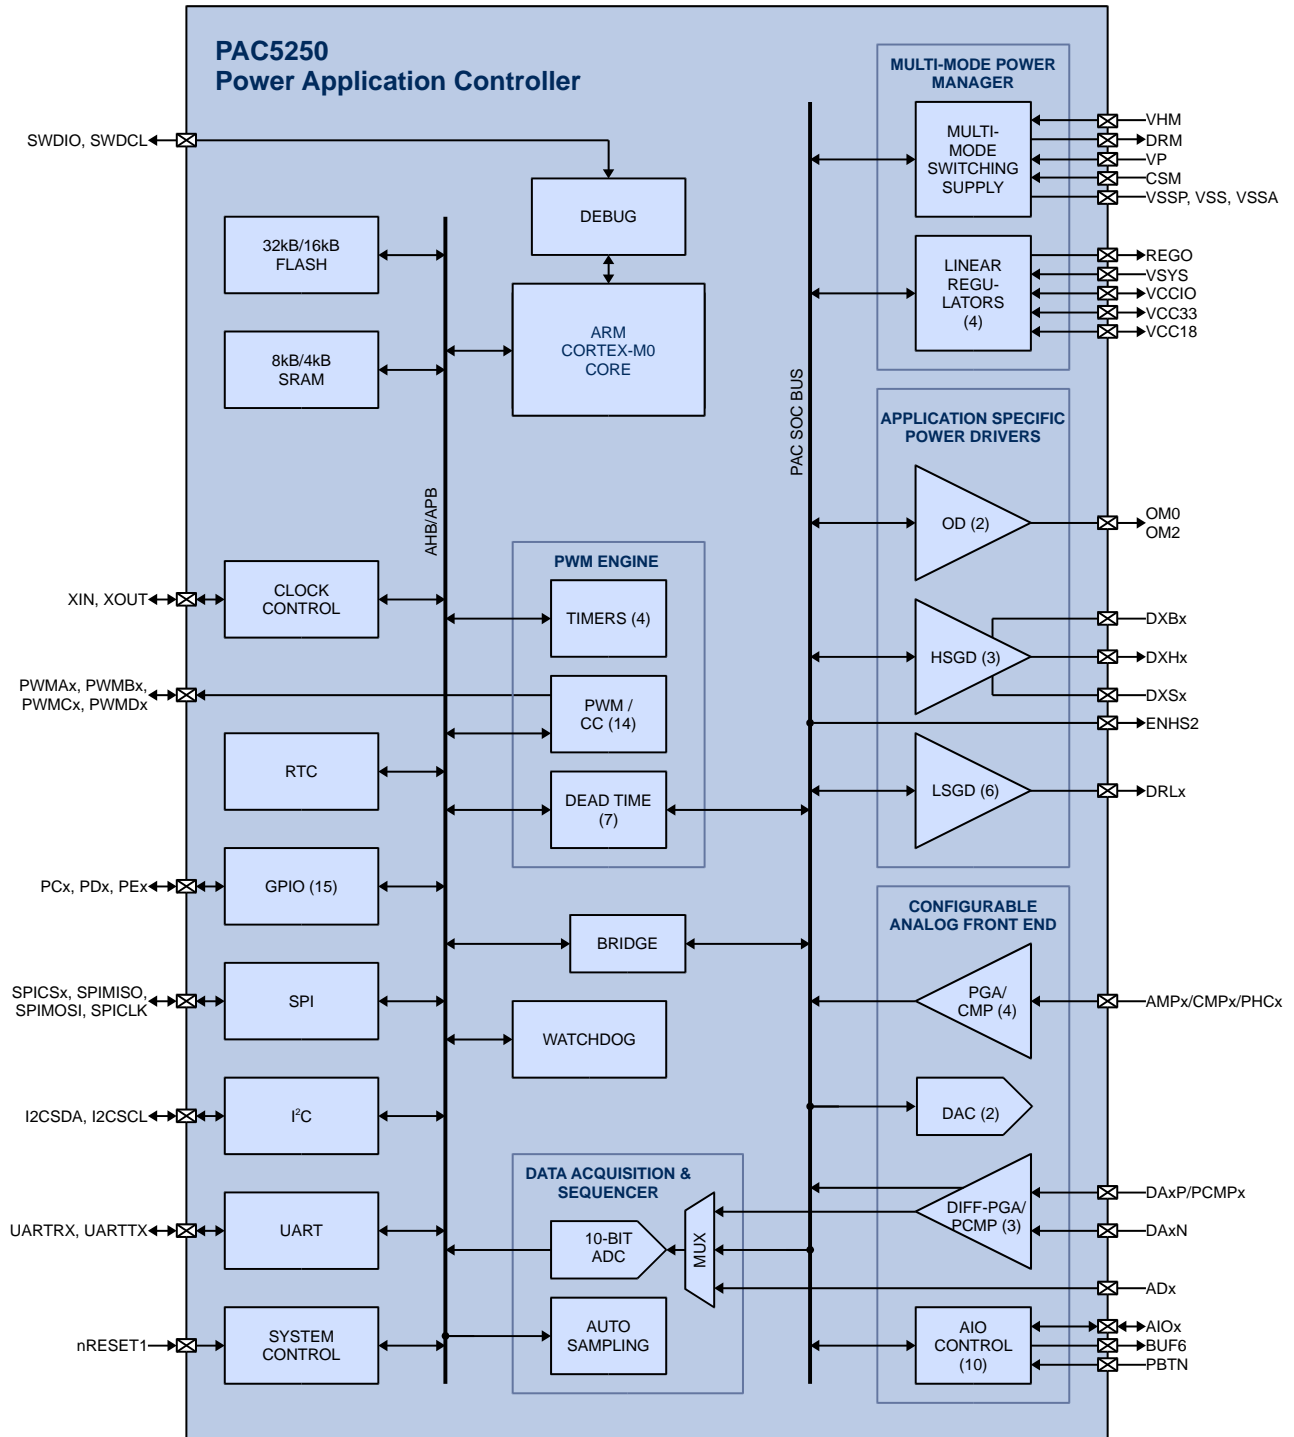 PAC5250
Power Application Controller
SWDIO, SWDCL
DEBUG
32kB/16kB
FLASH
ARM
CORTEX-M0
CORE
8kB/4kB
SRAM
AHB/APB
PAC SOC BUS
XIN, XOUT
CLOCK
CONTROL
PWM ENGINE
TIMERS (4)
PWMAx, PWMBx,
PWMCx, PWMDx
PWM /
CC (14)
RTC
DEAD TIME
(7)
PCx, PDx, PEx
GPIO (15)
BRIDGE
SPICSx, SPIMISO,
SPIMOSI, SPICLK
SPI
WATCHDOG
I2CSDA, I2CSCL
I²C
DATA ACQUISITION &
SEQUENCER
UARTRX, UARTTX
UART
10-BIT
ADC
MUX
nRESET1
SYSTEM
CONTROL
AUTO
SAMPLING
MULTI-MODE POWER
MANAGER
MULTI-
MODE
SWITCHING
SUPPLY
VHM
DRM
VP
CSM
VSSP, VSS, VSSA
LINEAR
REGU-
LATORS
(4)
REGO
VSYS
VCCIO
VCC33
VCC18
APPLICATION SPECIFIC
POWER DRIVERS
OD (2)
OM0
OM2
HSGD (3)
DXBx
DXHx
DXSx
ENHS2
LSGD (6)
DRLx
CONFIGURABLE
ANALOG FRONT END
PGA/
CMP (4)
AMPx/CMPx/PHCx
DAC (2)
DIFF-PGA/
PCMP (3)
DAxP/PCMPx
DAxN
ADx
AIO
CONTROL
(10)
AIOx
BUF6
PBTN